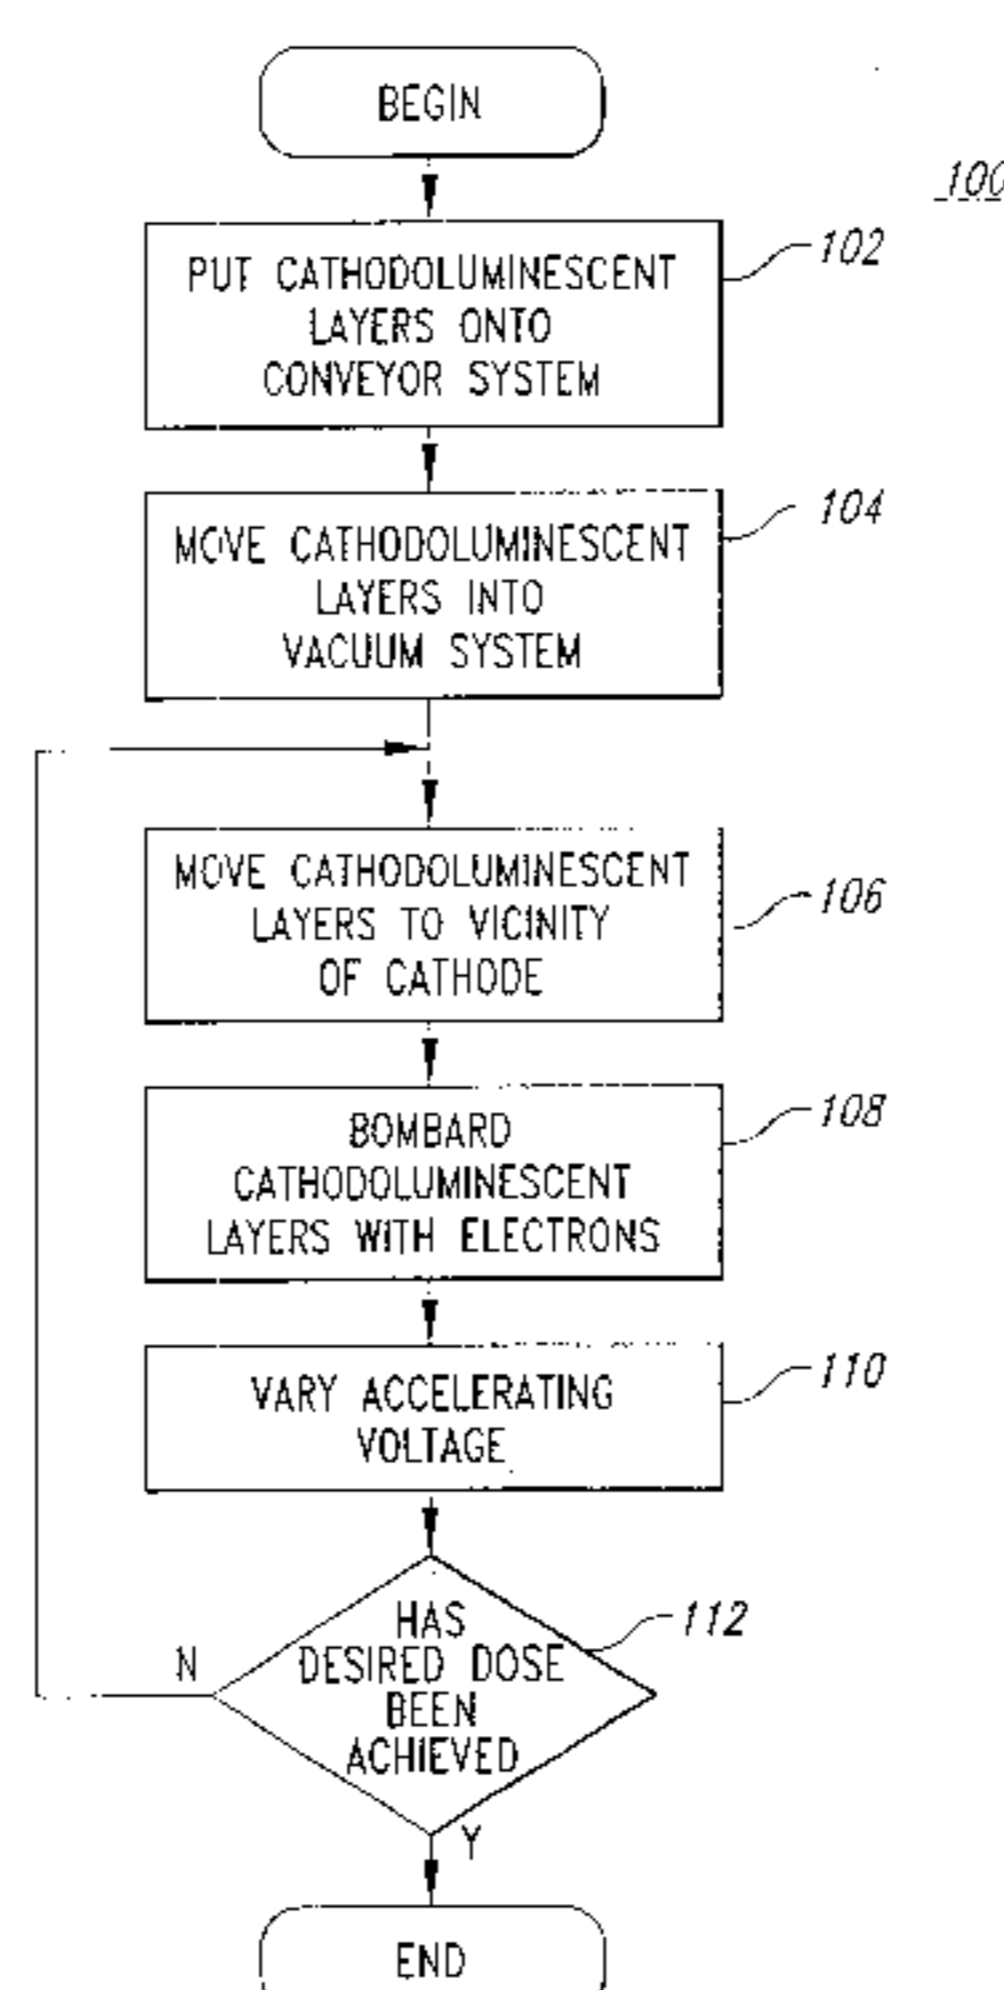 BEGIN
100
PUT CATHODOLUMINESCENT
LAYERS ONTO
CONVEYOR SYSTEM
102
MOVE CATHODOLUMINESCENT
LAYERS INTO
VACUUM SYSTEM
104
MOVE CATHODOLUMINESCENT
LAYERS TO VICINITY
OF CATHODE
106
BOMBARD
CATHODOLUMINESCENT
LAYERS WITH ELECTRONS
108
VARY ACCELERATING
VOLTAGE
110
HAS
DESIRED DOSE
BEEN
ACHIEVED
112
N
Y
END